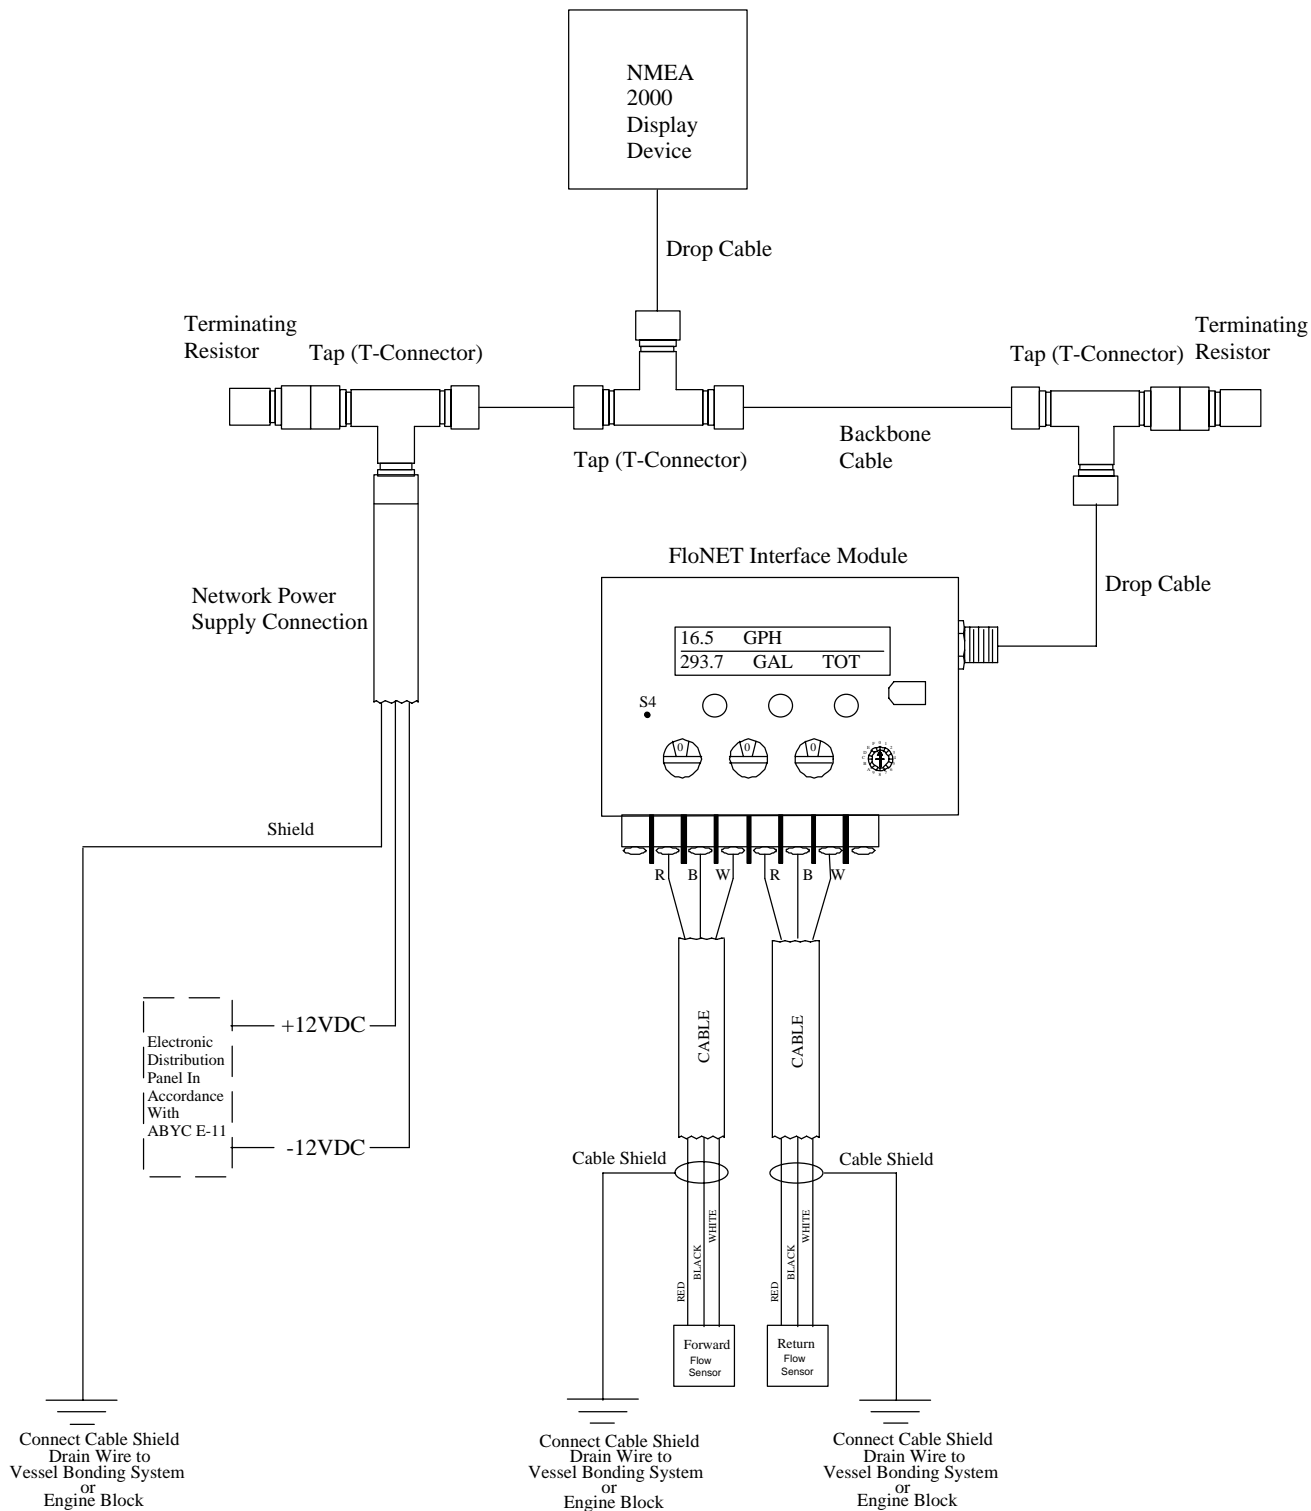 NMEA
2000
Display
Device
Drop Cable
Terminating
Resistor
Tap (T-Connector)
Tap (T-Connector)
Terminating
Resistor
Tap (T-Connector)
Backbone
Cable
FloNET Interface Module
Drop Cable
Network Power
Supply Connection
16.5 GPH
293.7 GAL TOT
S4
0 0 0
Shield
R B W R B W
CABLE
CABLE
+12VDC
Electronic
Distribution
Panel In
Accordance
With
ABYC E-11
-12VDC
Cable Shield
Cable Shield
RED
BLACK
WHITE
RED
BLACK
WHITE
Forward
Flow
Sensor
Return
Flow
Sensor
Connect Cable Shield
Drain Wire to
Vessel Bonding System
or
Engine Block
Connect Cable Shield
Drain Wire to
Vessel Bonding System
or
Engine Block
Connect Cable Shield
Drain Wire to
Vessel Bonding System
or
Engine Block